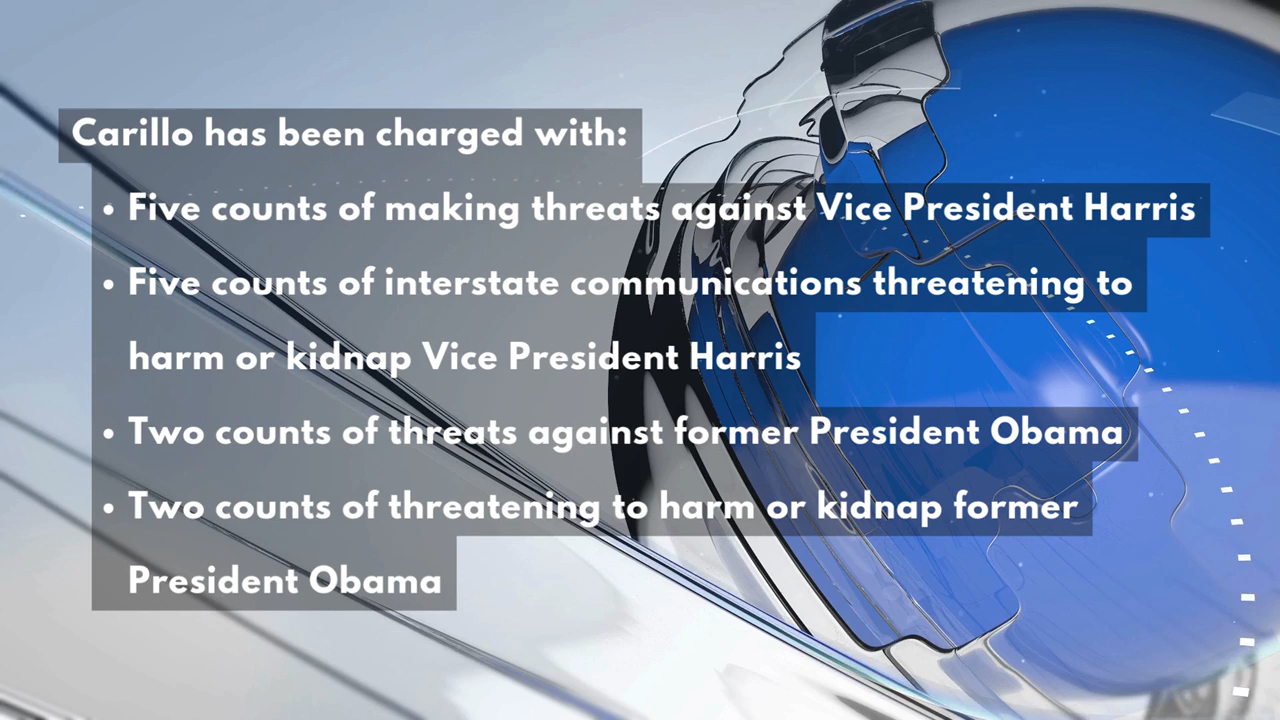 Carillo has been charged with:
• Five counts of making threats against Vice President Harris
• Five counts of interstate communications threatening to
harm or kidnap Vice President Harris
• Two counts of threats against former President Obama
• Two counts of threatening to harm or kidnap former
President Obama